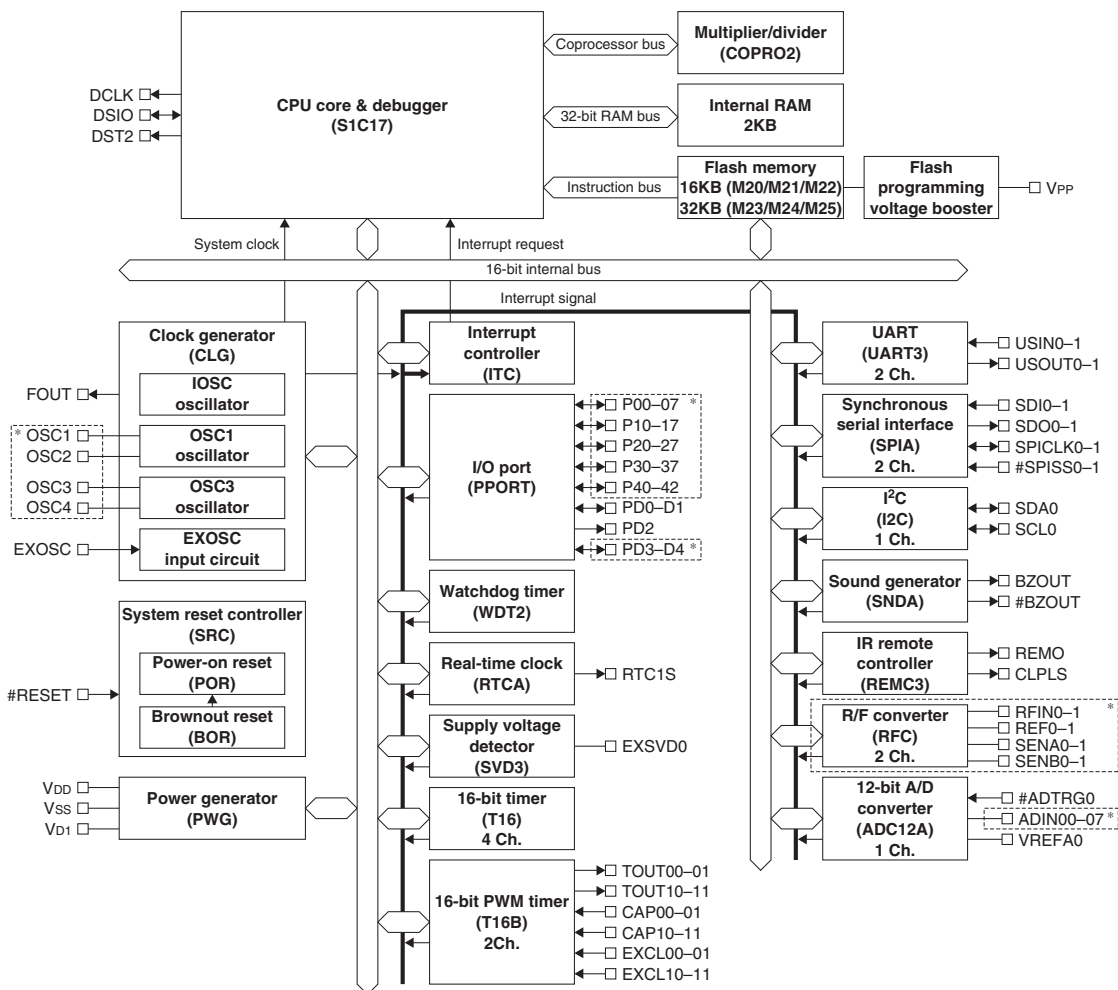 Coprocessor bus
Multiplier/divider
(COPRO2)
DCLK
DSIO
DST2
CPU core & debugger
(S1C17)
32-bit RAM bus
Internal RAM
2KB
Instruction bus
Flash memory
16KB (M20/M21/M22)
32KB (M23/M24/M25)
Flash
programming
voltage booster
VPP
System clock
Interrupt request
16-bit internal bus
Interrupt signal
Clock generator
(CLG)
IOSC
oscillator
OSC1
oscillator
OSC3
oscillator
EXOSC
input circuit
FOUT
* OSC1
OSC2
OSC3
OSC4
EXOSC
System reset controller
(SRC)
Power-on reset
(POR)
Brownout reset
(BOR)
#RESET
VDD
VSS
VD1
Power generator
(PWG)
Interrupt
controller
(ITC)
I/O port
(PPORT)
P00–07 *
P10–17
P20–27
P30–37
P40–42
PD0–D1
PD2
PD3–D4 *
Watchdog timer
(WDT2)
Real-time clock
(RTCA)
RTC1S
Supply voltage
detector
(SVD3)
EXSVD0
16-bit timer
(T16)
4 Ch.
16-bit PWM timer
(T16B)
2Ch.
TOUT00–01
TOUT10–11
CAP00–01
CAP10–11
EXCL00–01
EXCL10–11
UART
(UART3)
2 Ch.
USIN0–1
USOUT0–1
Synchronous
serial interface
(SPIA)
2 Ch.
SDI0–1
SDO0–1
SPICLK0–1
#SPISS0–1
I²C
(I2C)
1 Ch.
SDA0
SCL0
Sound generator
(SNDA)
BZOUT
#BZOUT
IR remote
controller
(REMC3)
REMO
CLPLS
R/F converter
(RFC)
2 Ch.
RFIN0–1 *
REF0–1
SENA0–1
SENB0–1
12-bit A/D
converter
(ADC12A)
1 Ch.
#ADTRG0
ADIN00–07 *
VREFA0